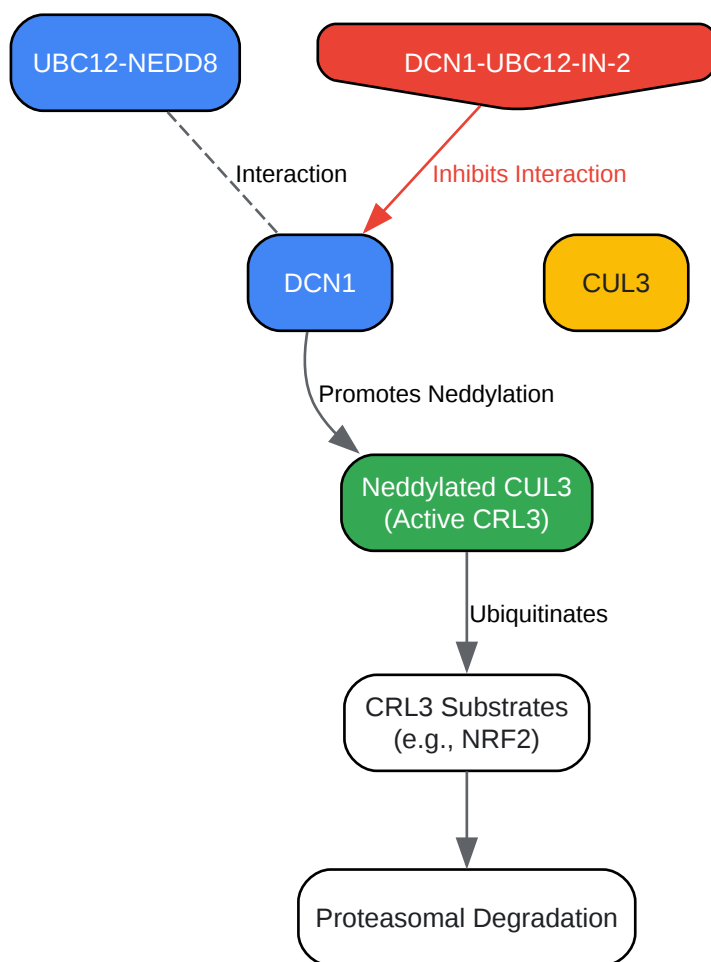 UBC12-NEDD8
DCN1-UBC12-IN-2
Interaction
Inhibits Interaction
DCN1
CUL3
Promotes Neddylation
Neddylated CUL3
(Active CRL3)
Ubiquitinates
CRL3 Substrates
(e.g., NRF2)
Proteasomal Degradation